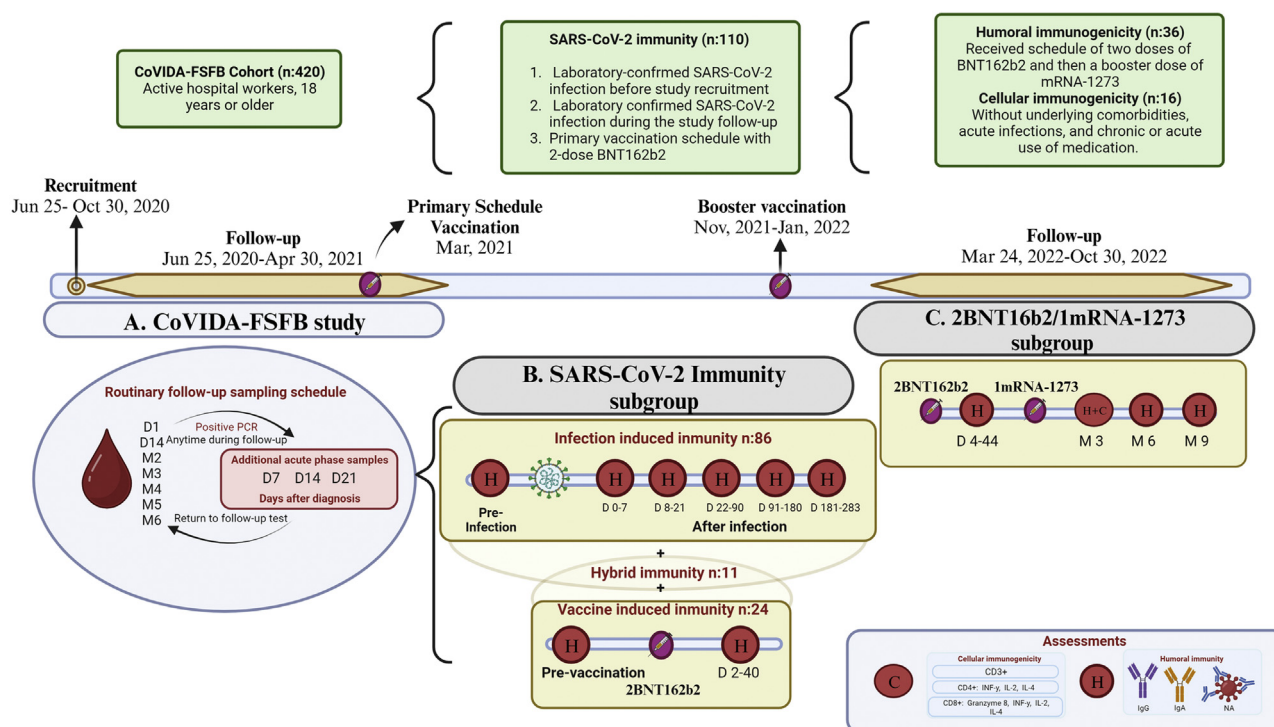 CoVIDA-FSFB Cohort (n:420)
Active hospital workers, 18
years or older
SARS-CoV-2 immunity (n:110)
1. Laboratory-confrmed SARS-CoV-2
infection before study recruitment
2. Laboratory confirmed SARS-CoV-2
infection during the study follow-up
3. Primary vaccination schedule with
2-dose BNT162b2
Humoral immunogenicity (n:36)
Received schedule of two doses of
BNT162b2 and then a booster dose of
mRNA-1273
Cellular immunogenicity (n:16)
Without underlying comorbidities,
acute infections, and chronic or acute
use of medication.
Recruitment
Jun 25- Oct 30, 2020
Follow-up
Jun 25, 2020-Apr 30, 2021
Primary Schedule
Vaccination
Mar, 2021
Booster vaccination
Nov, 2021-Jan, 2022
Follow-up
Mar 24, 2022-Oct 30, 2022
A. CoVIDA-FSFB study
Routinary follow-up sampling schedule
D1
D14
M2
M3
M4
M5
M6
Positive PCR
Anytime during follow-up
Additional acute phase samples
D7 D14 D21
Days after diagnosis
Return to follow-up test
B. SARS-CoV-2 Immunity
subgroup
Infection induced inmunity n:86
H H H H H H
Pre-
Infection
D 0-7 D 8-21 D 22-90 D 91-180 D 181-283
After infection
+
Hybrid immunity n:11
+
Vaccine induced inmunity n:24
H H
Pre-vaccination
2BNT162b2
D 2-40
C. 2BNT16b2/1mRNA-1273
subgroup
2BNT162b2 1mRNA-1273
H H+C H H
D 4-44 M 3 M 6 M 9
Assessments
C
Cellular immunogenicity
CD3+
CD4+: INF-y, IL-2, IL-4
CD8+: Granzyme 8, INF-y, IL-2,
IL-4
H
Humoral immunity
IgG IgA NA